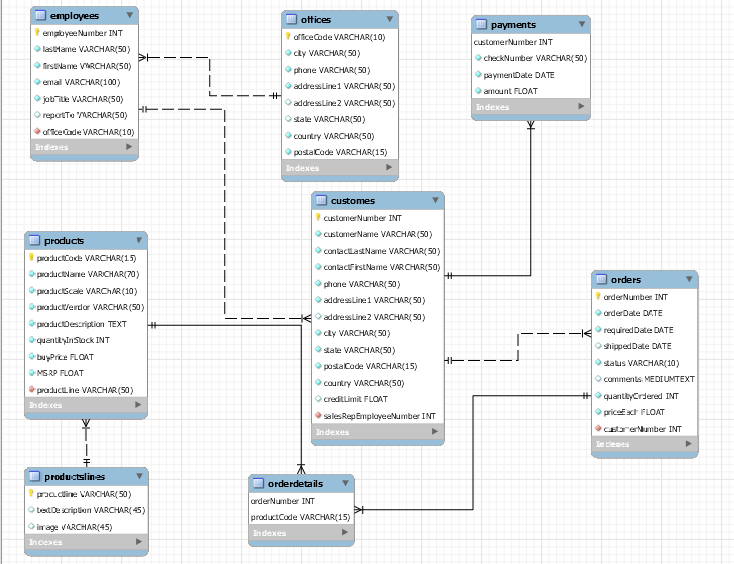 employees
employeeNumber INT
lastName VARCHAR(50)
firstName VARCHAR(50)
email VARCHAR(100)
jobTitle VARCHAR(50)
reportTo VARCHAR(50)
officeCode VARCHAR(10)
Indexes
offices
officeCode VARCHAR(10)
city VARCHAR(50)
phone VARCHAR(50)
addressLine1 VARCHAR(50)
addressLine2 VARCHAR(50)
state VARCHAR(50)
country VARCHAR(50)
postalCode VARCHAR(15)
Indexes
payments
customerNumber INT
checkNumber VARCHAR(50)
paymentDate DATE
amount FLOAT
Indexes
customes
customerNumber INT
customerName VARCHAR(50)
contactLastName VARCHAR(50)
contactFirstName VARCHAR(50)
phone VARCHAR(50)
addressLine1 VARCHAR(50)
addressLine2 VARCHAR(50)
city VARCHAR(50)
state VARCHAR(50)
postalCode VARCHAR(15)
country VARCHAR(50)
creditLimit FLOAT
salesRepEmployeeNumber INT
Indexes
products
productCode VARCHAR(15)
productName VARCHAR(70)
productScale VARCHAR(10)
productVendor VARCHAR(50)
productDescription TEXT
quantityInStock INT
buyPrice FLOAT
MSRP FLOAT
productLine VARCHAR(50)
Indexes
orders
orderNumber INT
orderDate DATE
requiredDate DATE
shippedDate DATE
status VARCHAR(10)
comments MEDIUMTEXT
quantityOrdered INT
priceEach FLOAT
customerNumber INT
Indexes
productslines
productline VARCHAR(50)
textDescription VARCHAR(45)
image VARCHAR(45)
Indexes
orderdetails
orderNumber INT
productCode VARCHAR(15)
Indexes